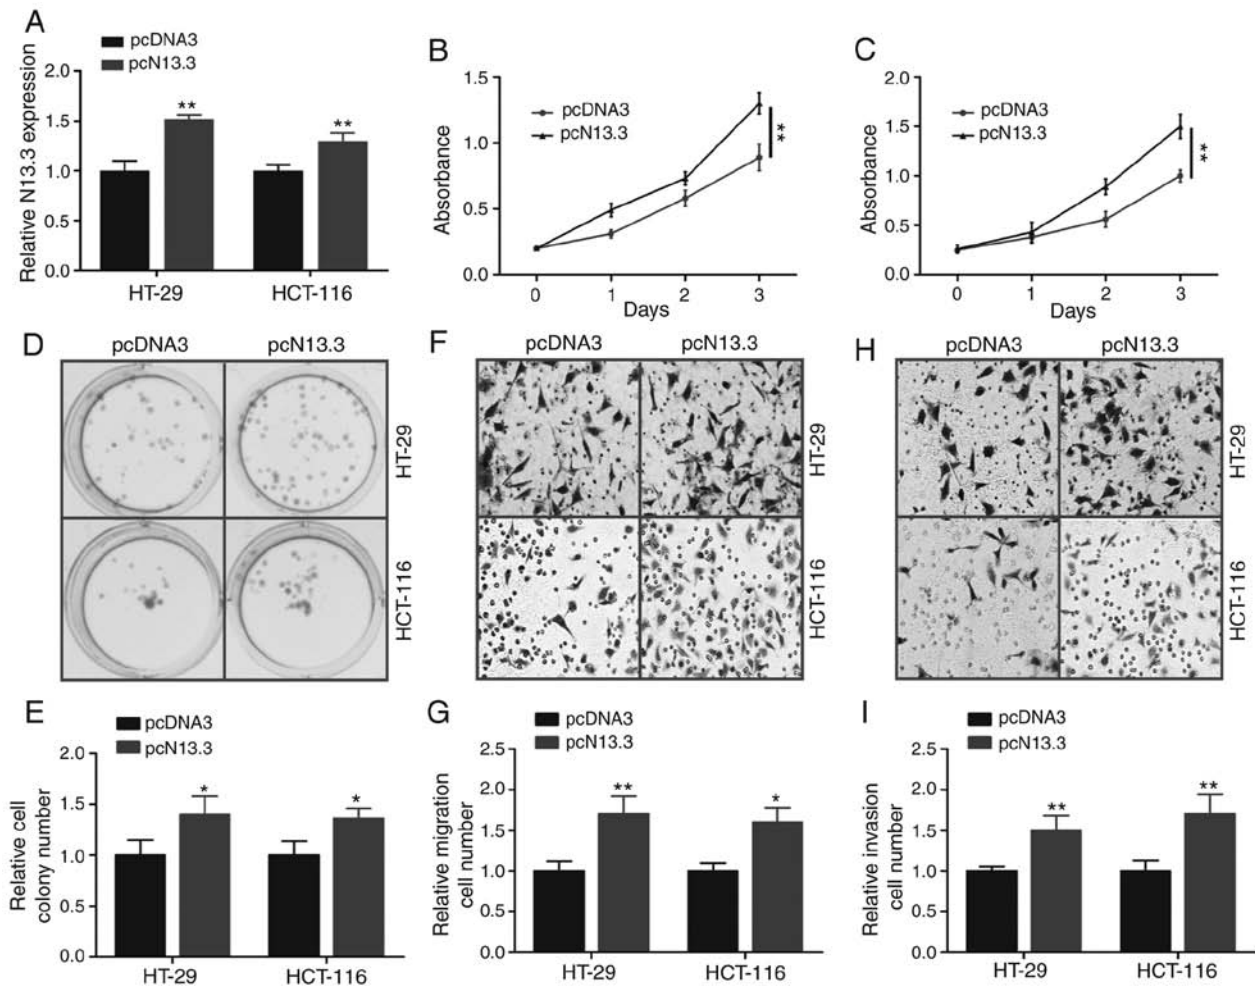 A
pcDNA3
pcN13.3
Relative N13.3 expression
2.0
1.5
1.0
0.5
0.0
**
**
HT-29
HCT-116
B
Absorbance
1.5
1.0
0.5
0.0
pcDNA3
pcN13.3
**
0 1 2 3
Days
C
Absorbance
2.0
1.5
1.0
0.5
0.0
pcDNA3
pcN13.3
**
0 1 2 3
Days
D
pcDNA3 pcN13.3
HT-29
HCT-116
F
pcDNA3 pcN13.3
HT-29
HCT-116
H
pcDNA3 pcN13.3
HT-29
HCT-116
E
pcDNA3
pcN13.3
Relative cell
colony number
2.0
1.5
1.0
0.5
0.0
*
*
HT-29 HCT-116
G
pcDNA3
pcN13.3
Relative migration
cell number
2.5
2.0
1.5
1.0
0.5
0.0
**
*
HT-29 HCT-116
I
pcDNA3
pcN13.3
Relative invasion
cell number
2.5
2.0
1.5
1.0
0.5
0.0
**
**
HT-29 HCT-116